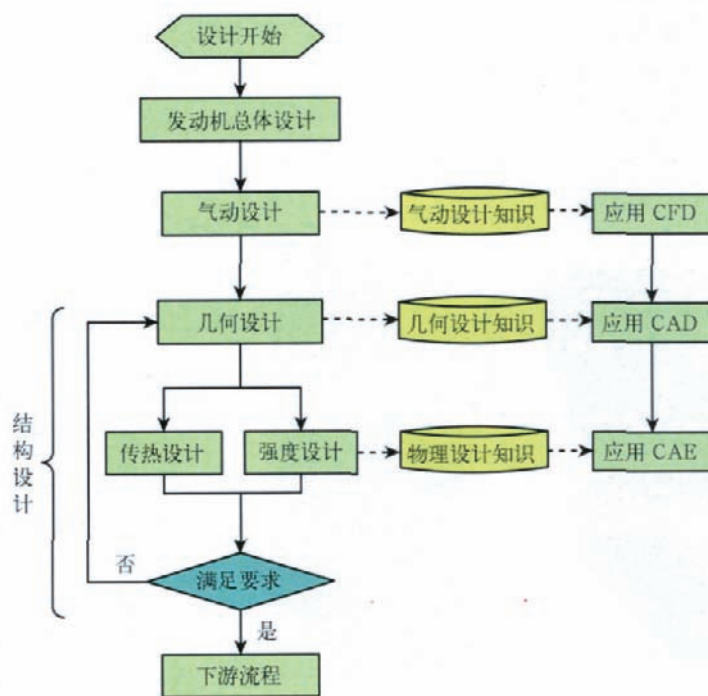 设计开始
发动机总体设计
气动设计
气动设计知识
应用 CFD
几何设计
几何设计知识
应用 CAD
结构设计
传热设计
强度设计
物理设计知识
应用 CAE
满足要求
否
是
下游流程